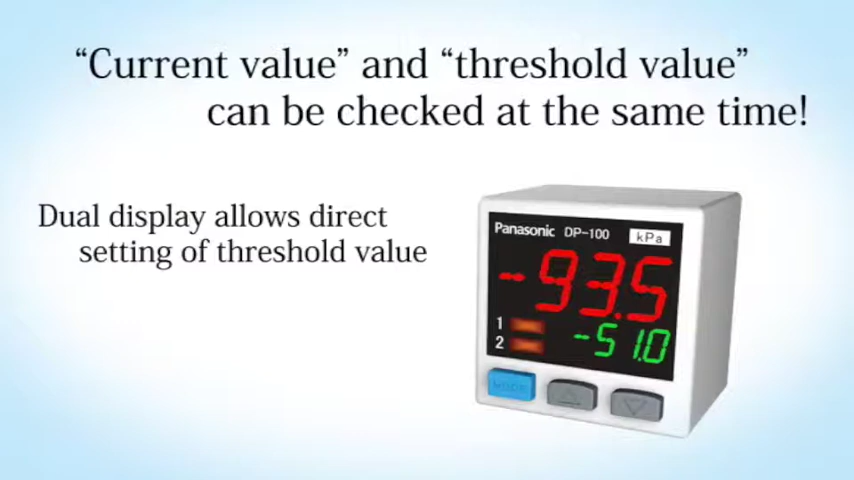 “Current value” and “threshold value”
can be checked at the same time!
Dual display allows direct
setting of threshold value
Panasonic DP-100 kPa
-93.5
1
2
-51.0
MODE